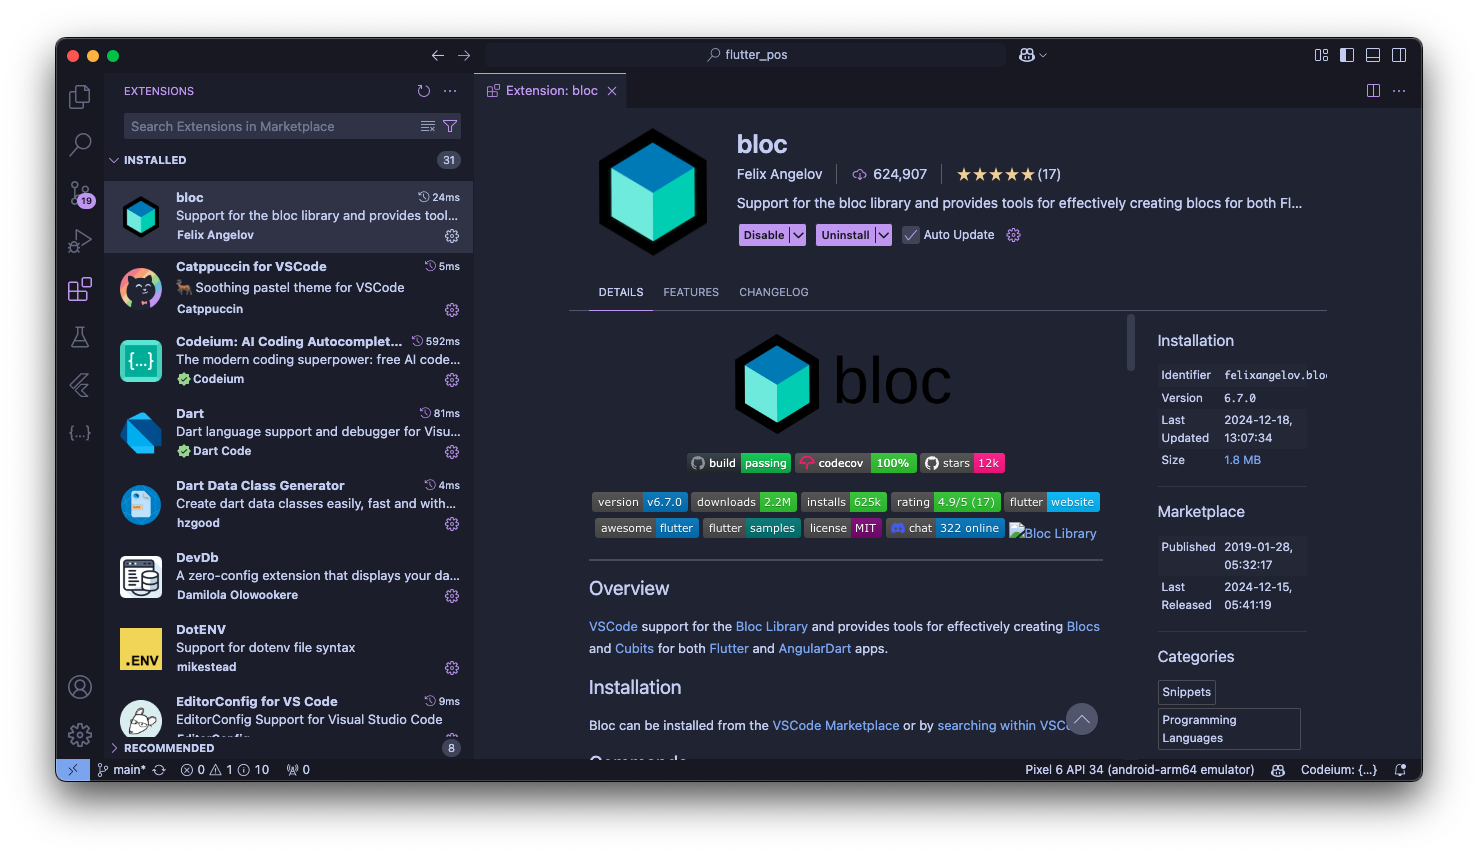 flutter_pos
EXTENSIONS
Search Extensions in Marketplace
INSTALLED
31
bloc
24ms
Support for the bloc library and provides tool...
Felix Angelov
Catppuccin for VSCode
5ms
Soothing pastel theme for VSCode
Catppuccin
Codeium: AI Coding Autocomplet...
592ms
The modern coding superpower: free AI code...
Codeium
Dart
81ms
Dart language support and debugger for Visu...
Dart Code
Dart Data Class Generator
4ms
Create dart data classes easily, fast and with...
hzgood
DevDb
A zero-config extension that displays your da...
Damilola Olowookere
.ENV
DotENV
Support for dotenv file syntax
mikestead
EditorConfig for VS Code
9ms
EditorConfig Support for Visual Studio Code
EditorConfig
RECOMMENDED
8
19
Extension: bloc
bloc
Felix Angelov
624,907
(17)
Support for the bloc library and provides tools for effectively creating blocs for both Fl...
Disable
Uninstall
Auto Update
DETAILS
FEATURES
CHANGELOG
bloc
build passing
codecov 100%
stars 12k
version v6.7.0
downloads 2.2M
installs 625k
rating 4.9/5 (17)
flutter website
awesome flutter
flutter samples
license MIT
chat 322 online
Bloc Library
Overview
VSCode support for the Bloc Library and provides tools for effectively creating Blocs
and Cubits for both Flutter and AngularDart apps.
Installation
Bloc can be installed from the VSCode Marketplace or by searching within VSC
Commands
Installation
Identifier felixangelov.bloc
Version 6.7.0
Last Updated 2024-12-18, 13:07:34
Size 1.8 MB
Marketplace
Published 2019-01-28, 05:32:17
Last Released 2024-12-15, 05:41:19
Categories
Snippets
Programming
Languages
main*
0
1
10
0
Pixel 6 API 34 (android-arm64 emulator)
Codeium: {...}